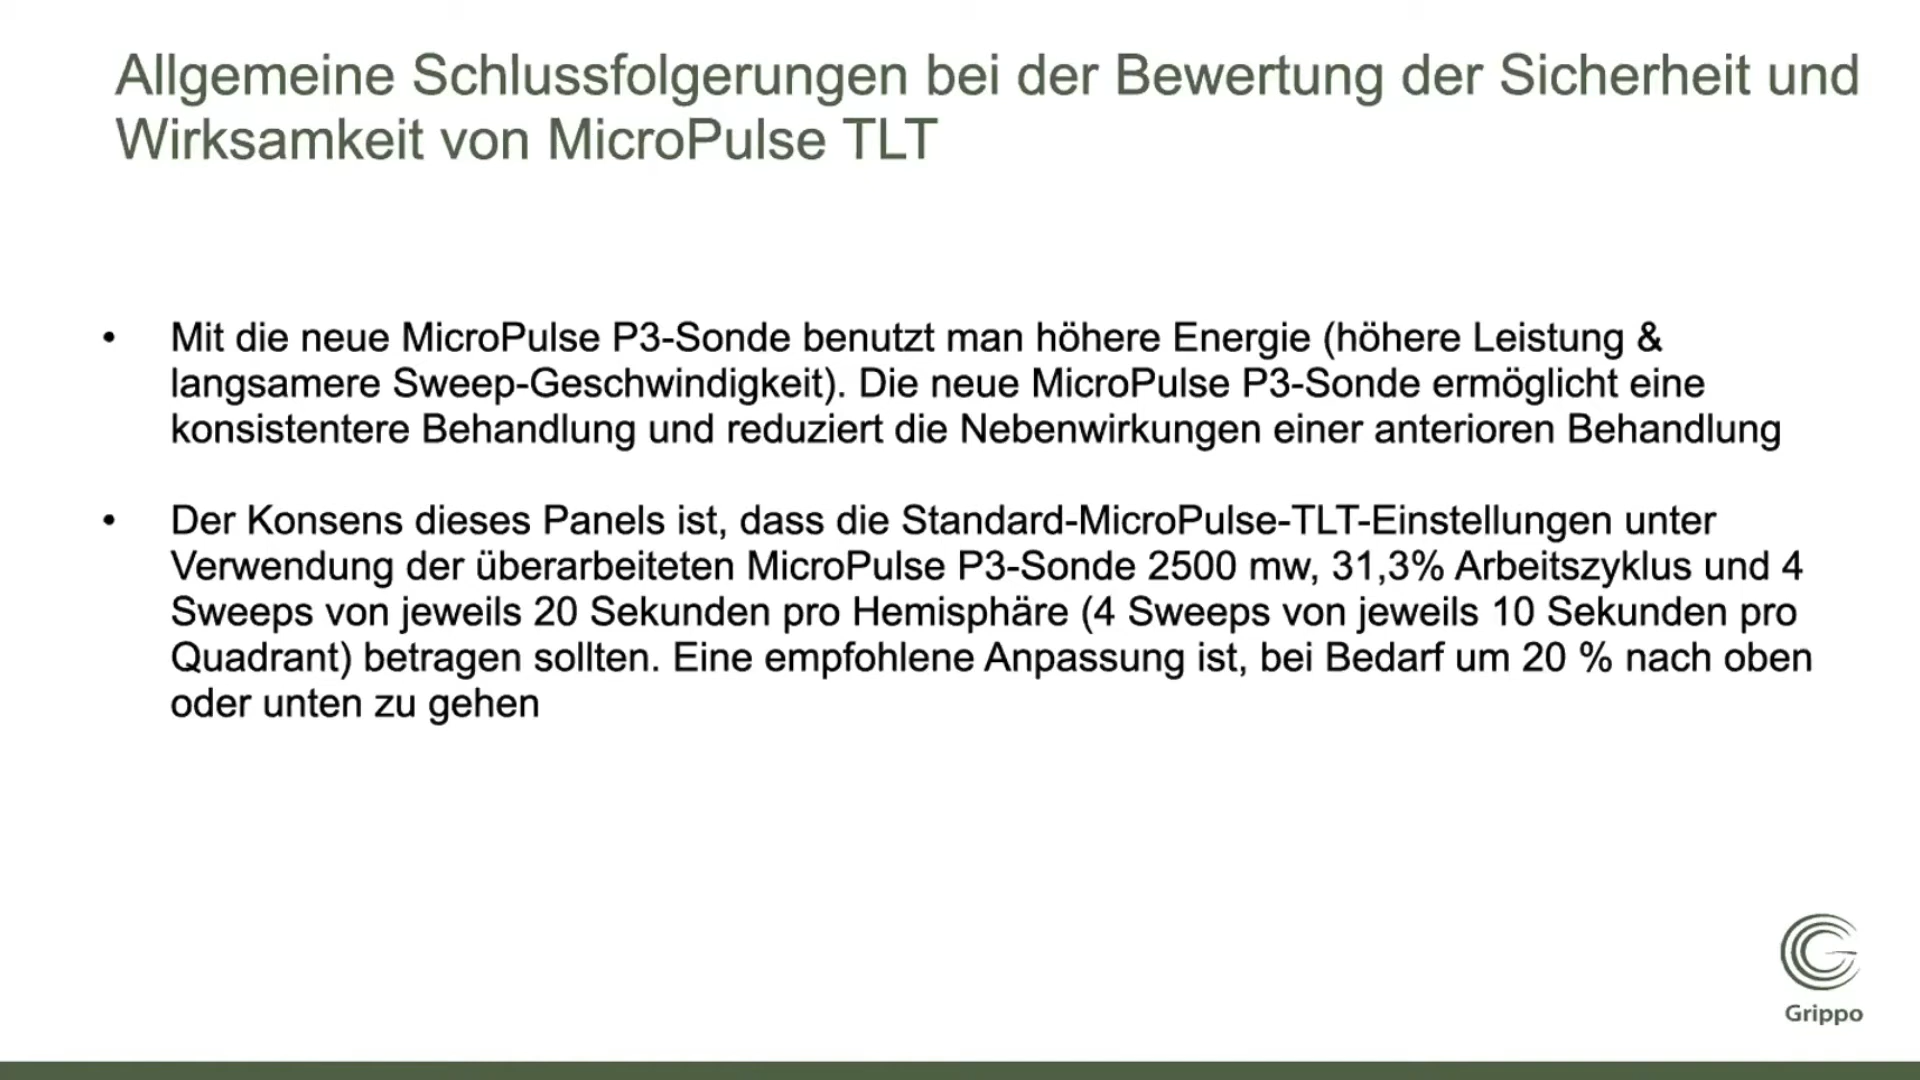 Allgemeine Schlussfolgerungen bei der Bewertung der Sicherheit und
Wirksamkeit von MicroPulse TLT
• Mit die neue MicroPulse P3-Sonde benutzt man höhere Energie (höhere Leistung &
langsamere Sweep-Geschwindigkeit). Die neue MicroPulse P3-Sonde ermöglicht eine
konsistentere Behandlung und reduziert die Nebenwirkungen einer anterioren Behandlung
• Der Konsens dieses Panels ist, dass die Standard-MicroPulse-TLT-Einstellungen unter
Verwendung der überarbeiteten MicroPulse P3-Sonde 2500 mw, 31,3% Arbeitszyklus und 4
Sweeps von jeweils 20 Sekunden pro Hemisphäre (4 Sweeps von jeweils 10 Sekunden pro
Quadrant) betragen sollten. Eine empfohlene Anpassung ist, bei Bedarf um 20 % nach oben
oder unten zu gehen
Grippo